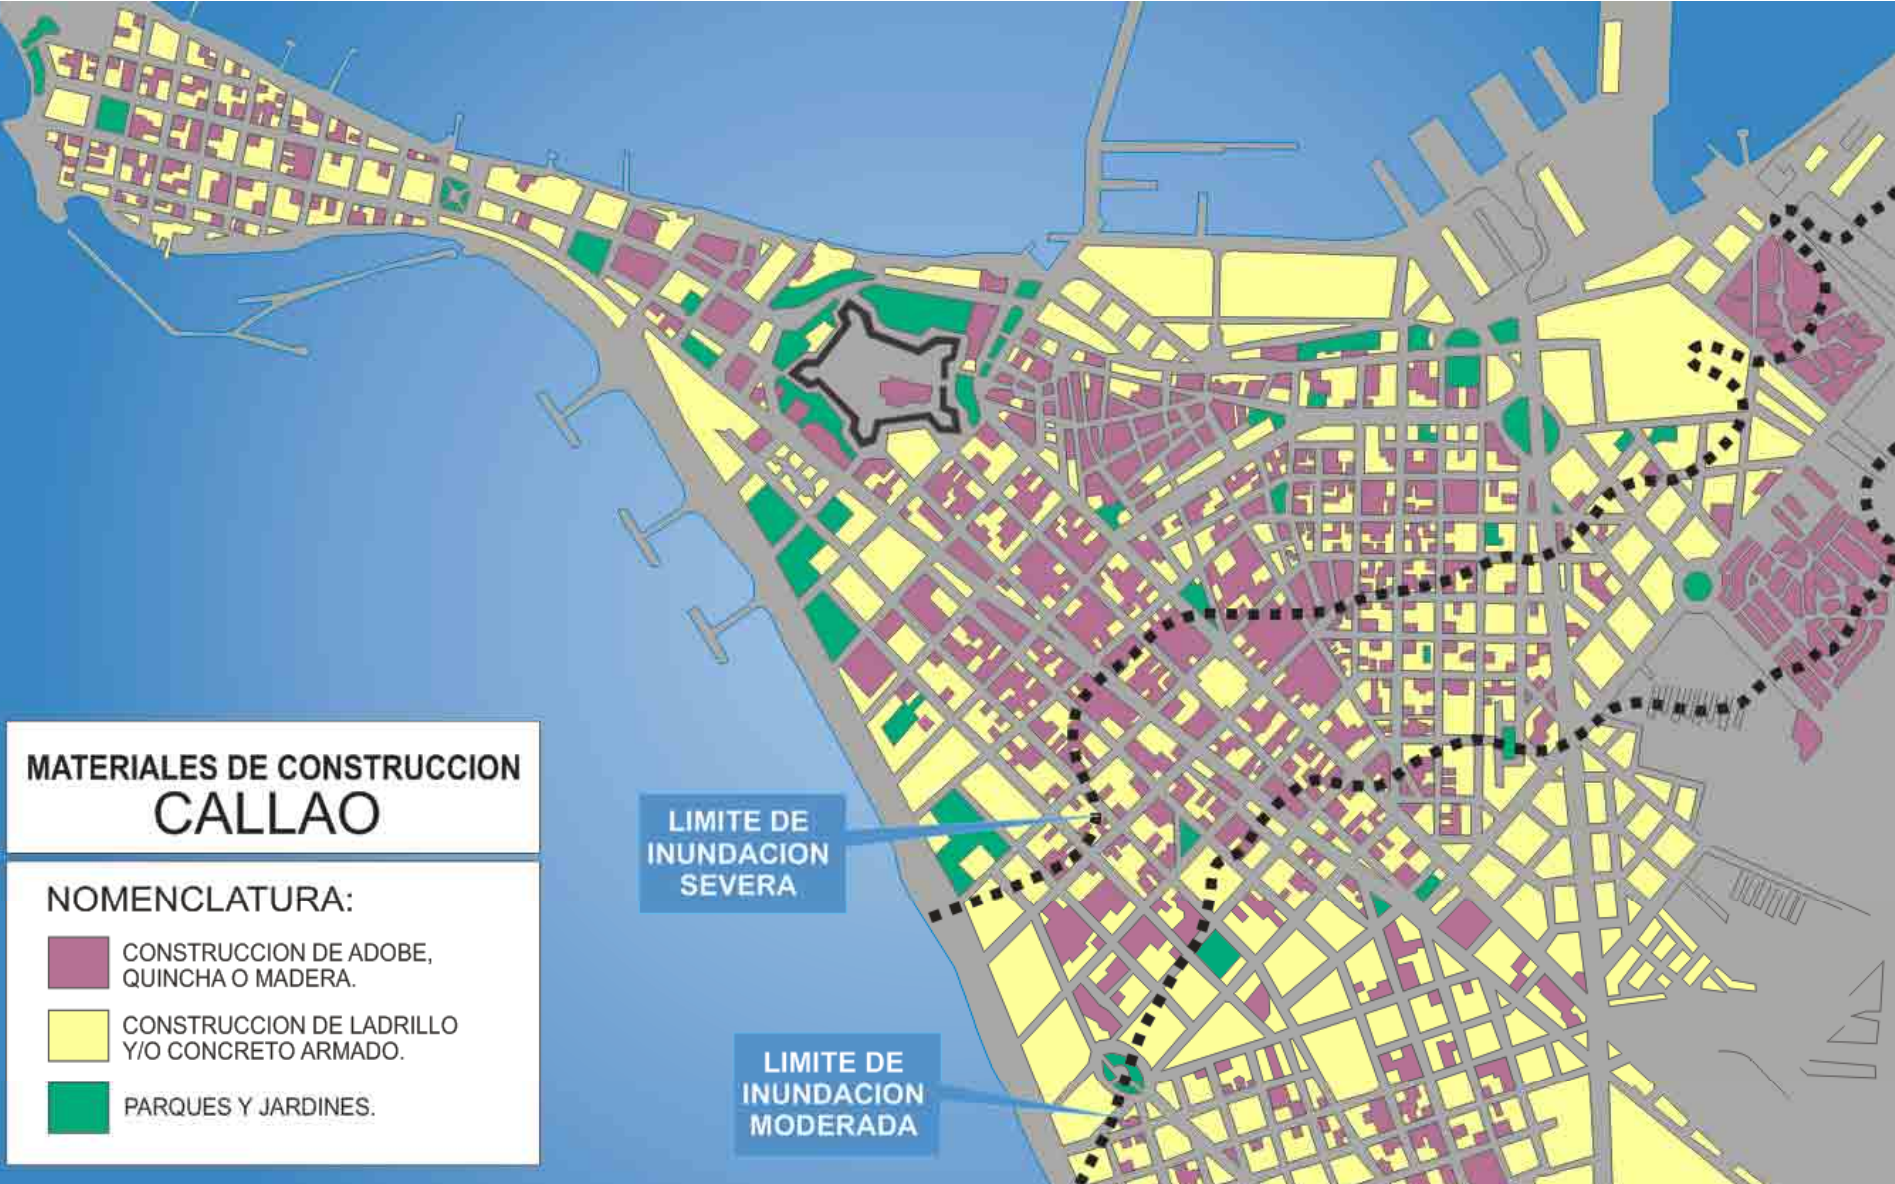 MATERIALES DE CONSTRUCCION
CALLAO
NOMENCLATURA:
CONSTRUCCION DE ADOBE,
QUINCHA O MADERA.
CONSTRUCCION DE LADRILLO
Y/O CONCRETO ARMADO.
PARQUES Y JARDINES.
LIMITE DE
INUNDACION
SEVERA
LIMITE DE
INUNDACION
MODERADA